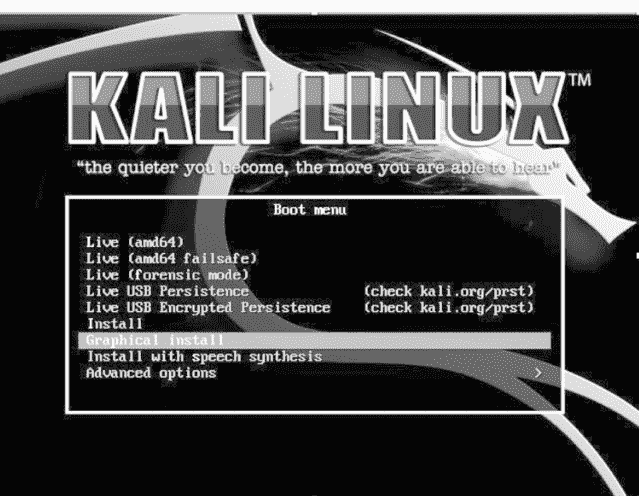 KALI LINUX™
“the quieter you become, the more you are able to hear”
Boot menu
Live (amd64)
Live (amd64 failsafe)
Live (forensic mode)
Live USB Persistence (check kali.org/prst)
Live USB Encrypted Persistence (check kali.org/prst)
Install
Graphical install
Install with speech synthesis
Advanced options >